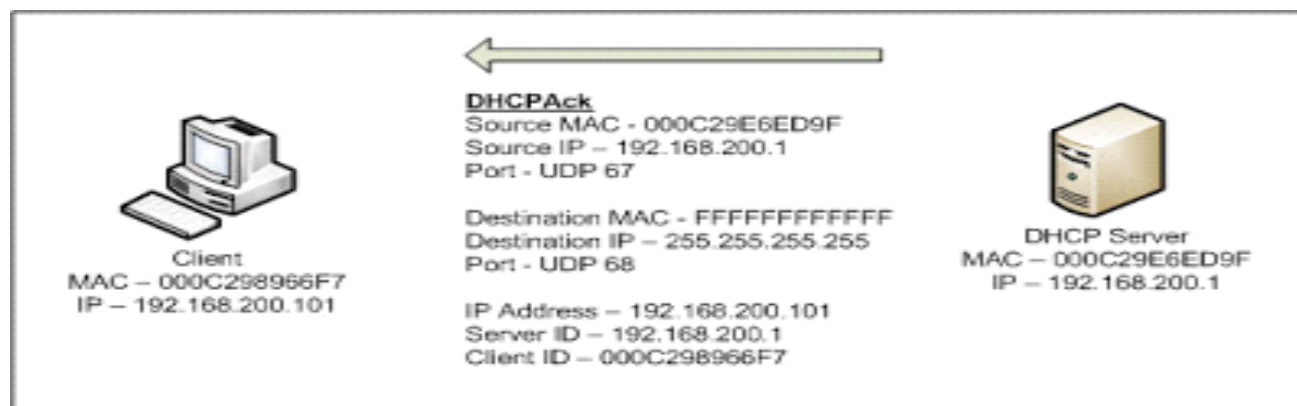 DHCPAck
Source MAC - 000C29E6ED9F
Source IP – 192.168.200.1
Port - UDP 67
Destination MAC - FFFFFFFFFFFF
Destination IP – 255.255.255.255
Port - UDP 68
IP Address – 192.168.200.101
Server ID – 192.168.200.1
Client ID – 000C298966F7
Client
MAC – 000C298966F7
IP – 192.168.200.101
DHCP Server
MAC – 000C29E6ED9F
IP – 192.168.200.1